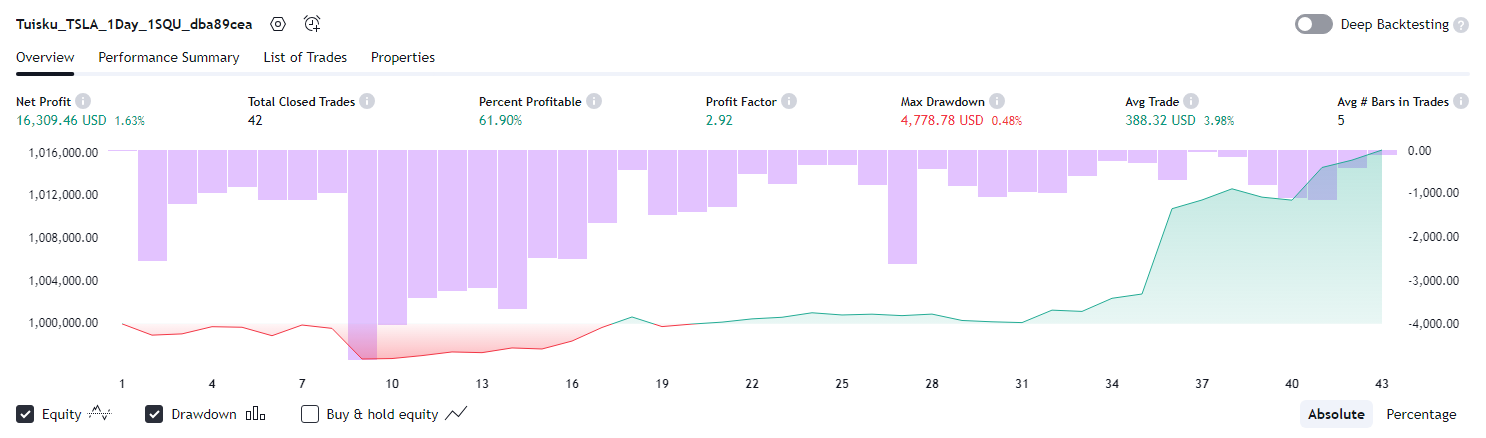 Tuisku_TSLA_1Day_1SQU_dba89cea
Deep Backtesting ?
Overview Performance Summary List of Trades Properties
Net Profit Total Closed Trades Percent Profitable Profit Factor Max Drawdown Avg Trade Avg # Bars in Trades
16,309.46 USD 1.63% 42 61.90% 2.92 4,778.78 USD 0.48% 388.32 USD 3.98% 5
1,016,000.00 0.00
1,012,000.00 -1,000.00
1,008,000.00 -2,000.00
1,004,000.00 -3,000.00
1,000,000.00 -4,000.00
1 4 7 10 13 16 19 22 25 28 31 34 37 40 43
Equity Drawdown Buy & hold equity Absolute Percentage